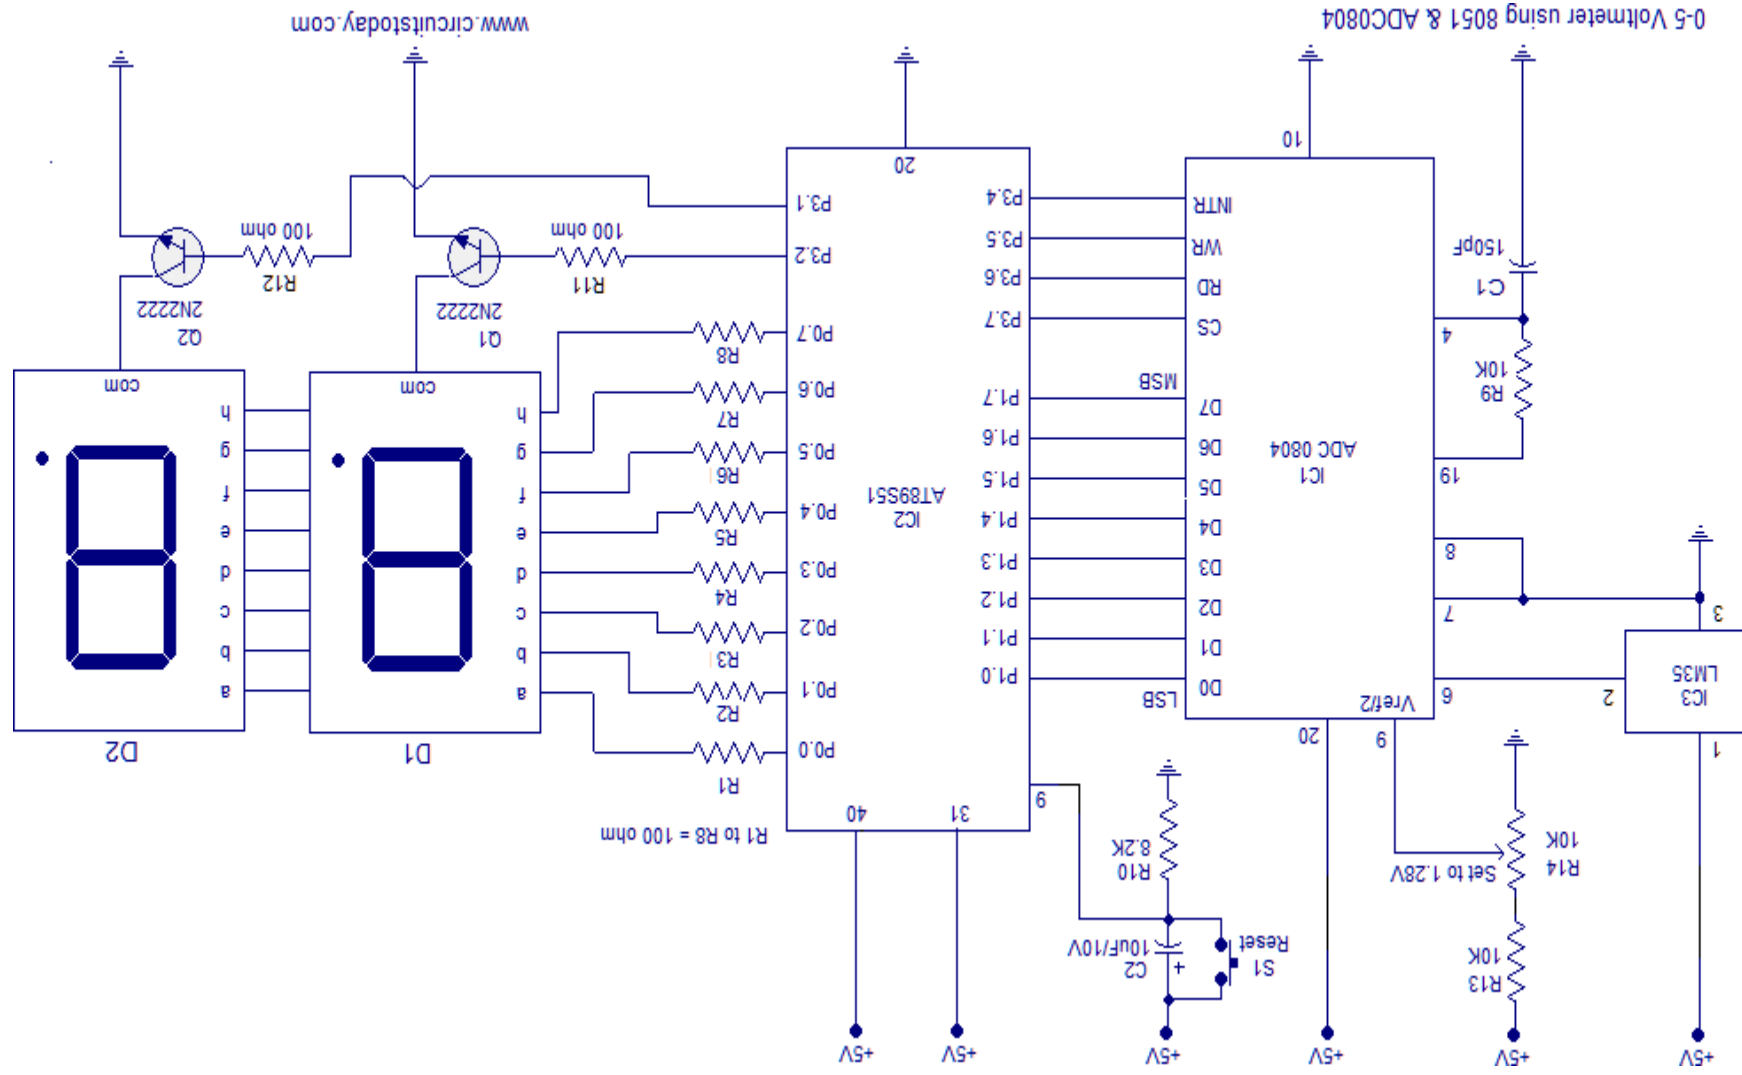 +5V
+5V
+5V
+5V
+5V
+5V
R13
10K
S1
Reset
+
C2
10uF/10V
R14
10K
Set to 1.28V
R10
8.2K
R1 to R8 = 100 ohm
1
IC3
LM35
2
3
9
20
Vref/2
6
7
8
19
4
10
IC1
ADC 0804
D0
D1
D2
D3
D4
D5
D6
D7
CS
RD
WR
INTR
LSB
MSB
R9
10K
C1
150pF
9
31
40
20
IC2
AT89S51
P1.0
P1.1
P1.2
P1.3
P1.4
P1.5
P1.6
P1.7
P3.7
P3.6
P3.5
P3.4
P0.0
P0.1
P0.2
P0.3
P0.4
P0.5
P0.6
P0.7
P3.2
P3.1
R1
R2
R3
R4
R5
R6
R7
R8
R11
100 ohm
R12
100 ohm
D1
a
b
c
d
e
f
g
h
com
D2
a
b
c
d
e
f
g
h
com
Q1
2N2222
Q2
2N2222
0-5 Voltmeter using 8051 & ADC0804
www.circuitstoday.com